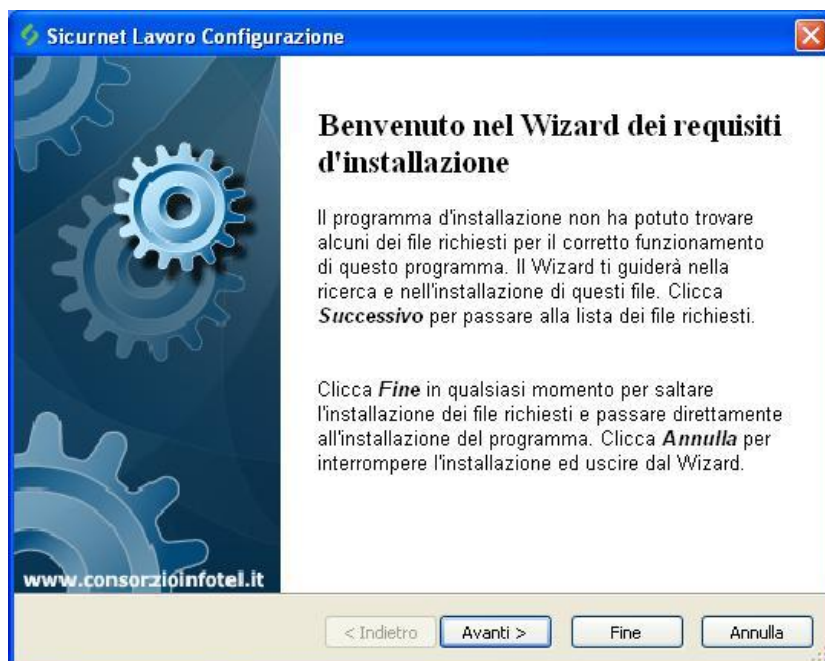 Sicurnet Lavoro Configurazione
Benvenuto nel Wizard dei requisiti
d'installazione
Il programma d'installazione non ha potuto trovare
alcuni dei file richiesti per il corretto funzionamento
di questo programma. Il Wizard ti guiderà nella
ricerca e nell'installazione di questi file. Clicca
Successivo per passare alla lista dei file richiesti.
Clicca Fine in qualsiasi momento per saltare
l'installazione dei file richiesti e passare direttamente
all'installazione del programma. Clicca Annulla per
interrompere l'installazione ed uscire dal Wizard.
www.consorzioinfotel.it
< Indietro
Avanti >
Fine
Annulla